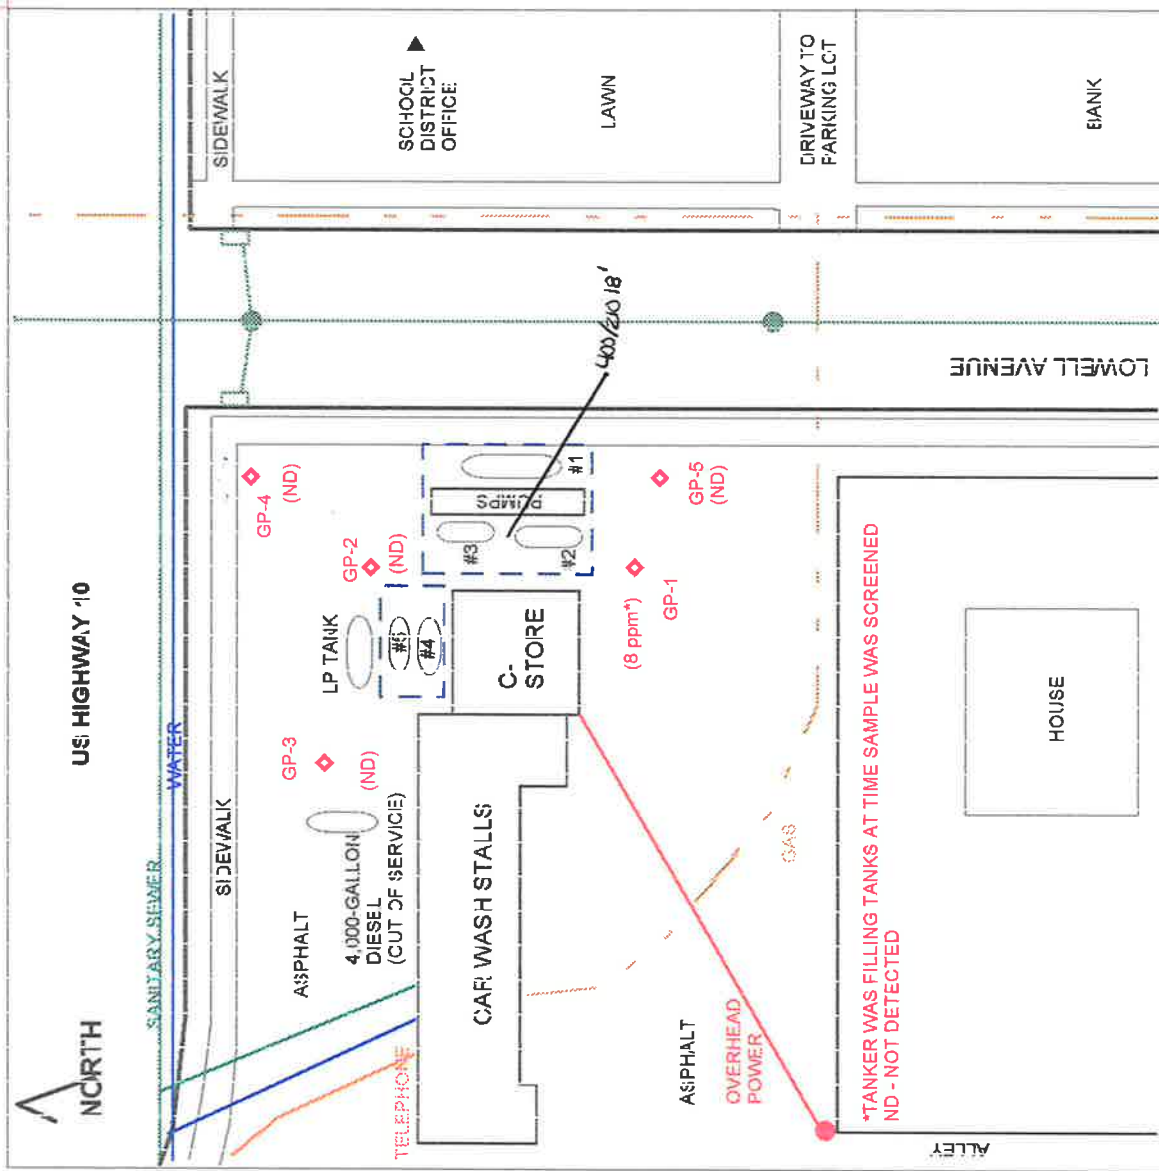 NORTH
US HIGHWAY 10
SANITARY SEWER
WATER
SIDEWALK
SIDEWALK
ASPHALT
4,000-GALLON
DIESEL
(OUT OF SERVICE)
GP-3
(ND)
LP TANK
#5
#4
GP-2
(ND)
GP-4
(ND)
SCHOOL
DISTRICT
OFFICE
LAWN
DRIVEWAY TO
PARKING LOT
BANK
TELEPHONE
CAR WASH STALLS
C-
STORE
#3
#2
PUMPS
#1
400/210 18'
(8 ppm*)
GP-1
GP-5
(ND)
LOWELL AVENUE
ASPHALT
OVERHEAD
POWER
GAS
*TANKER WAS FILLING TANKS AT TIME SAMPLE WAS SCREENED
ND - NOT DETECTED
HOUSE
ALLEY